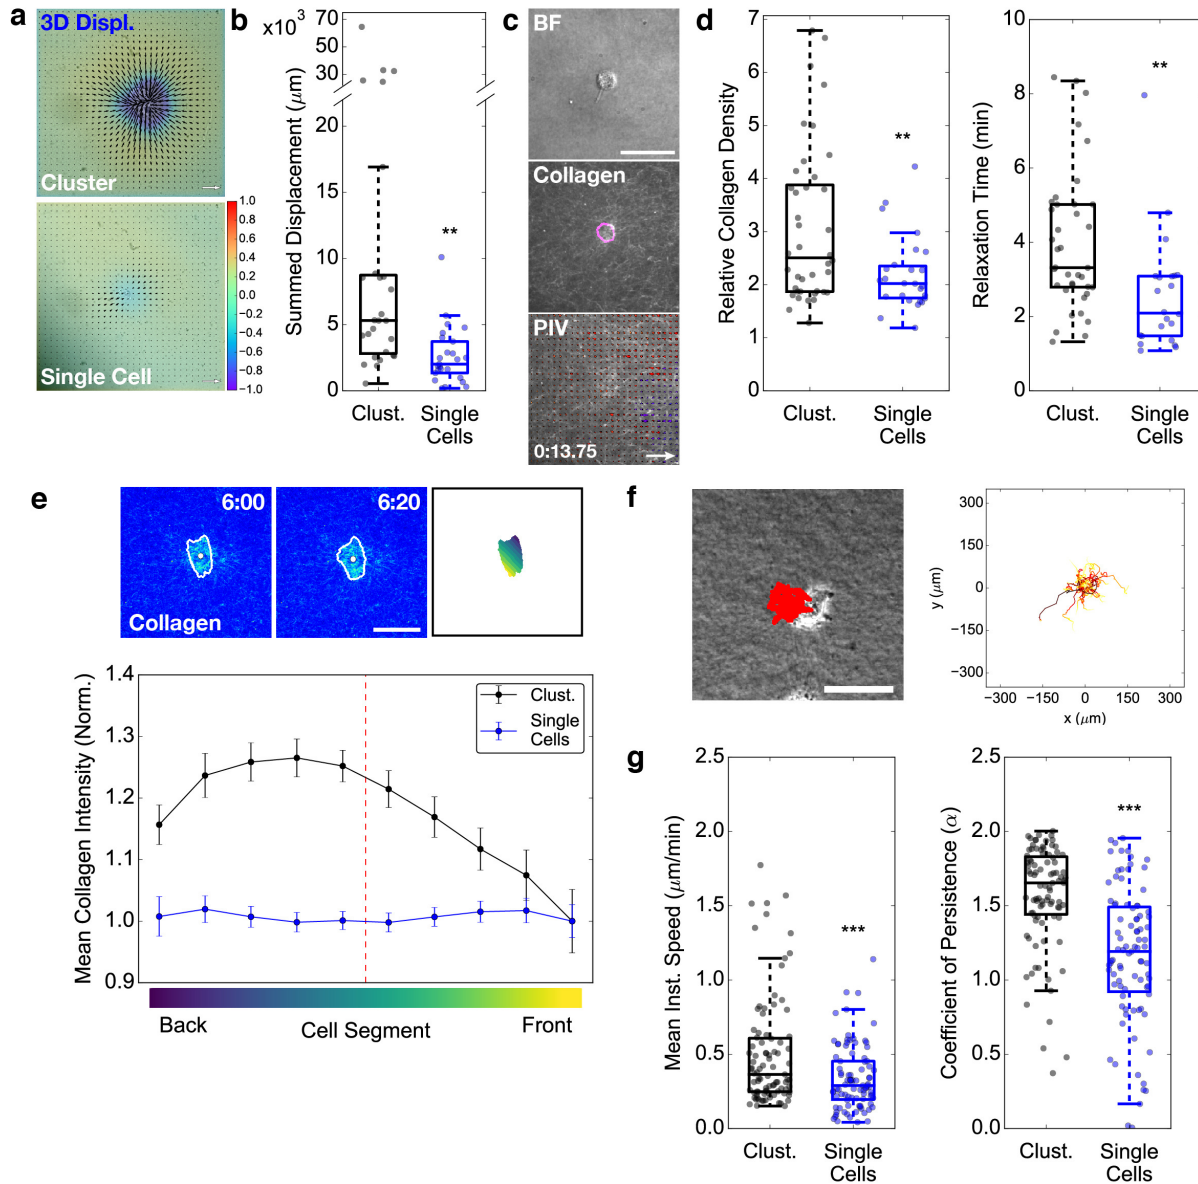 a
3D Displ.
Cluster
Single Cell
1.0
0.8
0.6
0.4
0.2
0.0
−0.2
−0.4
−0.6
−0.8
−1.0
b
x10³
Summed Displacement (μm)
70
50
30
20
15
10
5
0
**
Clust.
Single
Cells
c
BF
Collagen
PIV
0:13.75
d
Relative Collagen Density
7
6
5
4
3
2
1
0
**
Clust.
Single
Cells
Relaxation Time (min)
10
8
6
4
2
0
**
Clust.
Single
Cells
e
6:00
6:20
Collagen
Mean Collagen Intensity (Norm.)
1.4
1.3
1.2
1.1
1.0
0.9
Clust.
Single
Cells
Back
Cell Segment
Front
f
y (μm)
300
150
0
−150
−300
−300 −150 0 150 300
x (μm)
g
Mean Inst. Speed (μm/min)
2.5
2.0
1.5
1.0
0.5
0.0
***
Clust.
Single
Cells
Coefficient of Persistence (α)
2.5
2.0
1.5
1.0
0.5
0.0
***
Clust.
Single
Cells